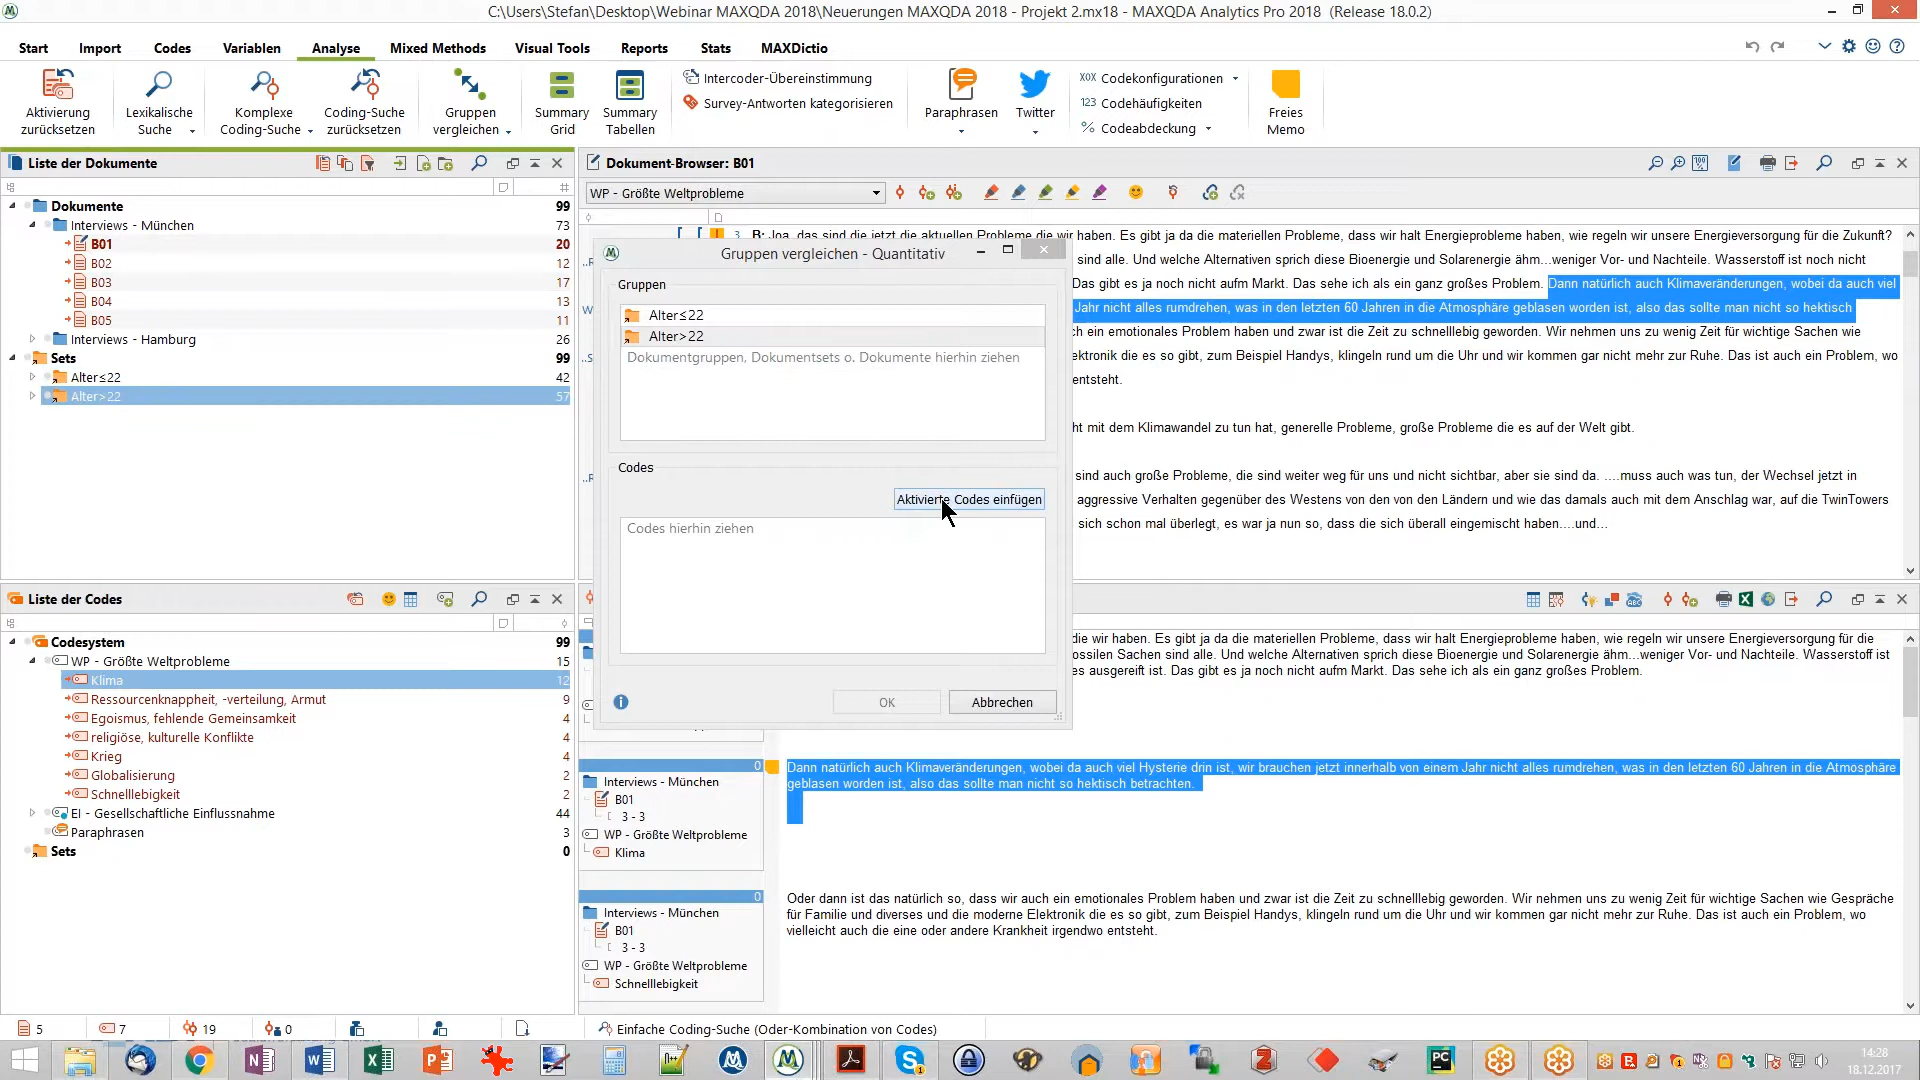 C:\Users\Stefan\Desktop\Webinar MAXQDA 2018\Neuerungen MAXQDA 2018 - Projekt 2.mx18 - MAXQDA Analytics Pro 2018 (Release 18.0.2)
Start Import Codes Variablen Analyse Mixed Methods Visual Tools Reports Stats MAXDictio
Aktivierung zurücksetzen
Lexikalische Suche
Komplexe Coding-Suche
Coding-Suche zurücksetzen
Gruppen vergleichen
Summary Grid
Summary Tabellen
Intercoder-Übereinstimmung
Survey-Antworten kategorisieren
Paraphrasen
Twitter
Codekonfigurationen
123 Codehäufigkeiten
% Codeabdeckung
Freies Memo
Liste der Dokumente
Dokumente 99
Interviews - München 73
B01 20
B02 12
B03 17
B04 13
B05 11
Interviews - Hamburg 26
Sets 99
Alter≤22 42
Alter>22 57
Dokument-Browser: B01
WP - Größte Weltprobleme
3 B: Joa, das sind die jetzt die aktuellen Probleme die wir haben. Es gibt ja da die materiellen Probleme, dass wir halt Energieprobleme haben, wie regeln wir unsere Energieversorgung für die Zukunft?
sind alle. Und welche Alternativen sprich diese Bioenergie und Solarenergie ähm...weniger Vor- und Nachteile. Wasserstoff ist noch nicht
Das gibt es ja noch nicht aufm Markt. Das sehe ich als ein ganz großes Problem. Dann natürlich auch Klimaveränderungen, wobei da auch viel
Jahr nicht alles rumdrehen, was in den letzten 60 Jahren in die Atmosphäre geblasen worden ist, also das sollte man nicht so hektisch
ch ein emotionales Problem haben und zwar ist die Zeit zu schnelllebig geworden. Wir nehmen uns zu wenig Zeit für wichtige Sachen wie
ektronik die es so gibt, zum Beispiel Handys, klingeln rund um die Uhr und wir kommen gar nicht mehr zur Ruhe. Das ist auch ein Problem, wo
entsteht.
ht mit dem Klimawandel zu tun hat, generelle Probleme, große Probleme die es auf der Welt gibt.
sind auch große Probleme, die sind weiter weg für uns und nicht sichtbar, aber sie sind da. ....muss auch was tun, der Wechsel jetzt in
aggressive Verhalten gegenüber des Westens von den von den Ländern und wie das damals auch mit dem Anschlag war, auf die TwinTowers
sich schon mal überlegt, es war ja nun so, dass die sich überall eingemischt haben....und...
Gruppen vergleichen - Quantitativ
Gruppen
Alter≤22
Alter>22
Dokumentgruppen, Dokumentsets o. Dokumente hierhin ziehen
Codes
Aktivierte Codes einfügen
Codes hierhin ziehen
OK
Abbrechen
Liste der Codes
Codesystem 99
WP - Größte Weltprobleme 15
Klima 12
Ressourcenknappheit, -verteilung, Armut 9
Egoismus, fehlende Gemeinsamkeit 4
religiöse, kulturelle Konflikte 4
Krieg 4
Globalisierung 2
Schnelllebigkeit 2
EI - Gesellschaftliche Einflussnahme 44
Paraphrasen 3
Sets 0
die wir haben. Es gibt ja da die materiellen Probleme, dass wir halt Energieprobleme haben, wie regeln wir unsere Energieversorgung für die
ossilen Sachen sind alle. Und welche Alternativen sprich diese Bioenergie und Solarenergie ähm...weniger Vor- und Nachteile. Wasserstoff ist
es ausgereift ist. Das gibt es ja noch nicht aufm Markt. Das sehe ich als ein ganz großes Problem.
0
Interviews - München
B01
3 - 3
WP - Größte Weltprobleme
Klima
Dann natürlich auch Klimaveränderungen, wobei da auch viel Hysterie drin ist, wir brauchen jetzt innerhalb von einem Jahr nicht alles rumdrehen, was in den letzten 60 Jahren in die Atmosphäre
geblasen worden ist, also das sollte man nicht so hektisch betrachten.
0
Interviews - München
B01
3 - 3
WP - Größte Weltprobleme
Schnelllebigkeit
Oder dann ist das natürlich so, dass wir auch ein emotionales Problem haben und zwar ist die Zeit zu schnelllebig geworden. Wir nehmen uns zu wenig Zeit für wichtige Sachen wie Gespräche
für Familie und diverses und die moderne Elektronik die es so gibt, zum Beispiel Handys, klingeln rund um die Uhr und wir kommen gar nicht mehr zur Ruhe. Das ist auch ein Problem, wo
vielleicht auch die eine oder andere Krankheit irgendwo entsteht.
5 7 19 0 Einfache Coding-Suche (Oder-Kombination von Codes)
14:28
18.12.2017